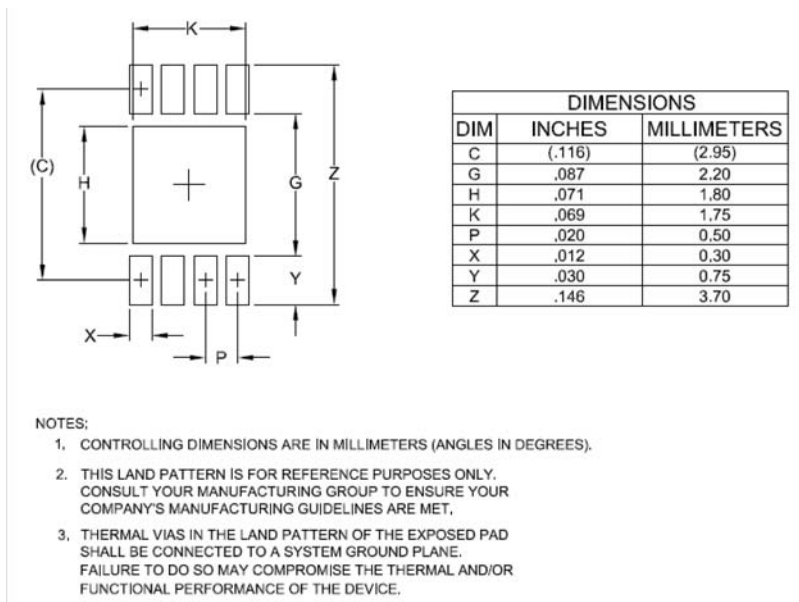 K
(C)
H
G
Z
Y
X
P
DIMENSIONS
DIM INCHES MILLIMETERS
C (.116) (2.95)
G .087 2.20
H .071 1.80
K .069 1.75
P .020 0.50
X .012 0.30
Y .030 0.75
Z .146 3.70
NOTES:
1. CONTROLLING DIMENSIONS ARE IN MILLIMETERS (ANGLES IN DEGREES).
2. THIS LAND PATTERN IS FOR REFERENCE PURPOSES ONLY.
CONSULT YOUR MANUFACTURING GROUP TO ENSURE YOUR
COMPANY'S MANUFACTURING GUIDELINES ARE MET.
3. THERMAL VIAS IN THE LAND PATTERN OF THE EXPOSED PAD
SHALL BE CONNECTED TO A SYSTEM GROUND PLANE.
FAILURE TO DO SO MAY COMPROMISE THE THERMAL AND/OR
FUNCTIONAL PERFORMANCE OF THE DEVICE.